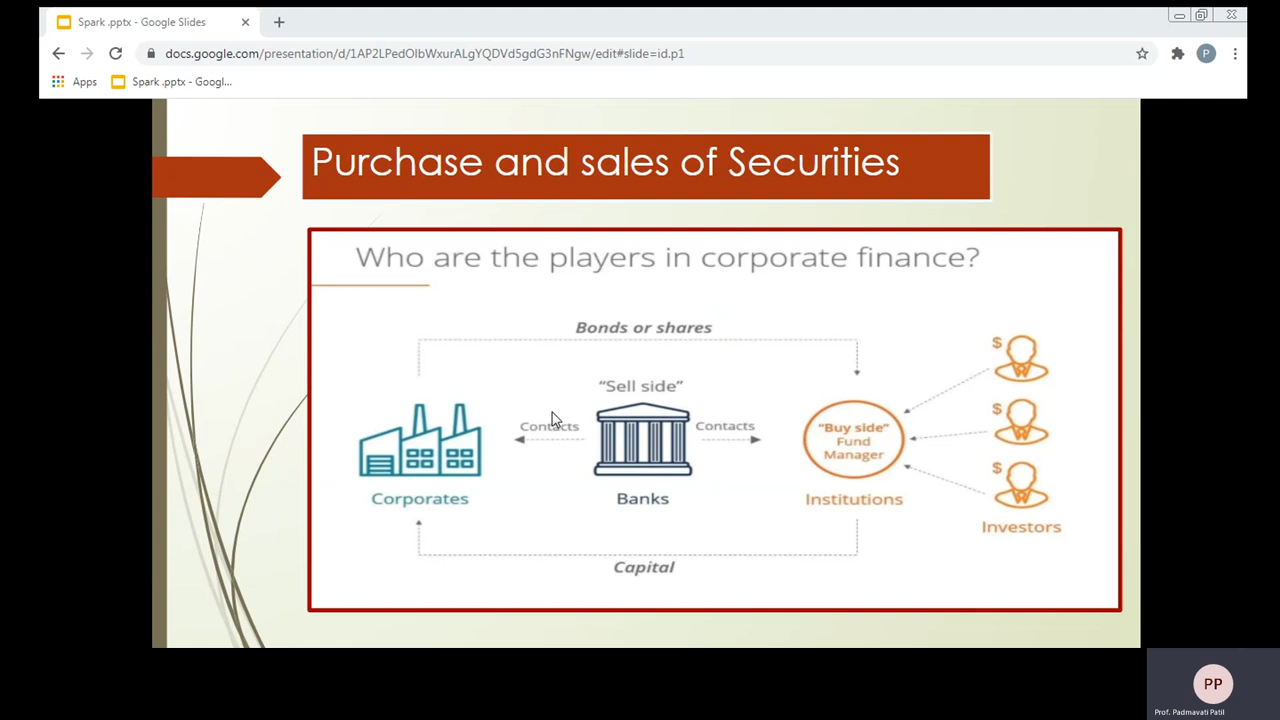 Spark .pptx - Google Slides
docs.google.com/presentation/d/1AP2LPedOlbWxurALgYQDVd5gdG3nFNgw/edit#slide=id.p1
P
Apps
Spark .pptx - Googl...
Purchase and sales of Securities
Who are the players in corporate finance?
Bonds or shares
"Sell side"
Contacts
Contacts
"Buy side"
Fund
Manager
$
$
$
Corporates
Banks
Institutions
Investors
Capital
PP
Prof. Padmavati Patil